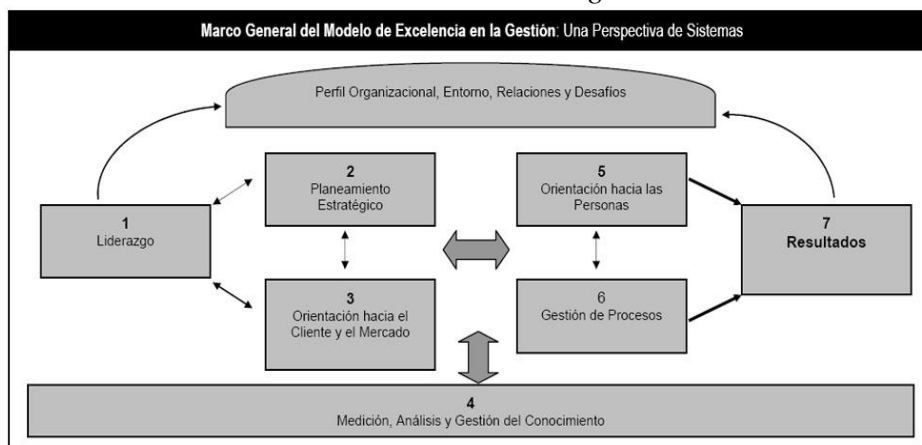 Marco General del Modelo de Excelencia en la Gestión: Una Perspectiva de Sistemas
Perfil Organizacional, Entorno, Relaciones y Desafíos
1
Liderazgo
2
Planeamiento
Estratégico
3
Orientación hacia el
Cliente y el Mercado
5
Orientación hacia las
Personas
6
Gestión de Procesos
7
Resultados
4
Medición, Análisis y Gestión del Conocimiento